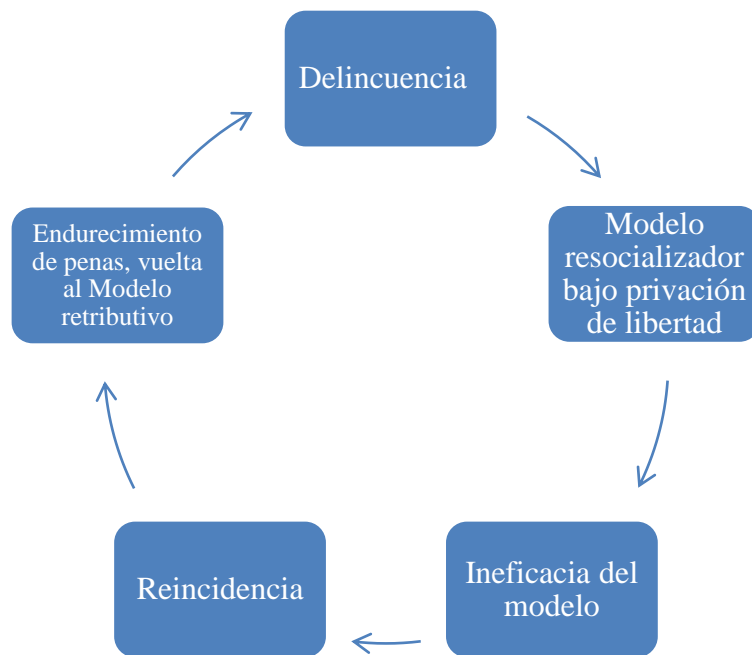 Delincuencia
Modelo
resocializador
bajo privación
de libertad
Ineficacia del
modelo
Reincidencia
Endurecimiento
de penas, vuelta
al Modelo
retributivo